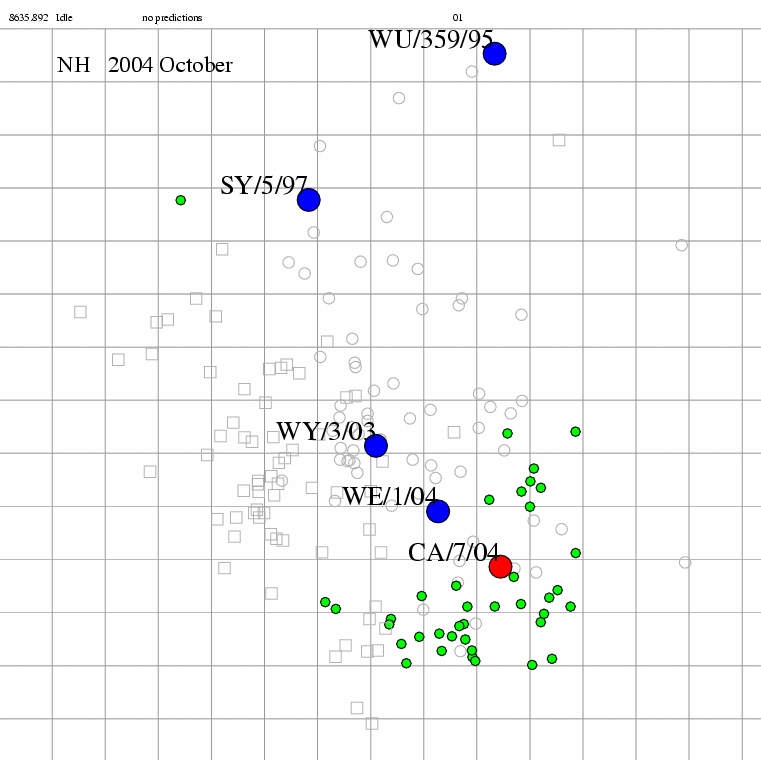 8635.892 Idle no predictions 01
WU/359/95
NH 2004 October
SY/5/97
WY/3/03
WE/1/04
CA/7/04